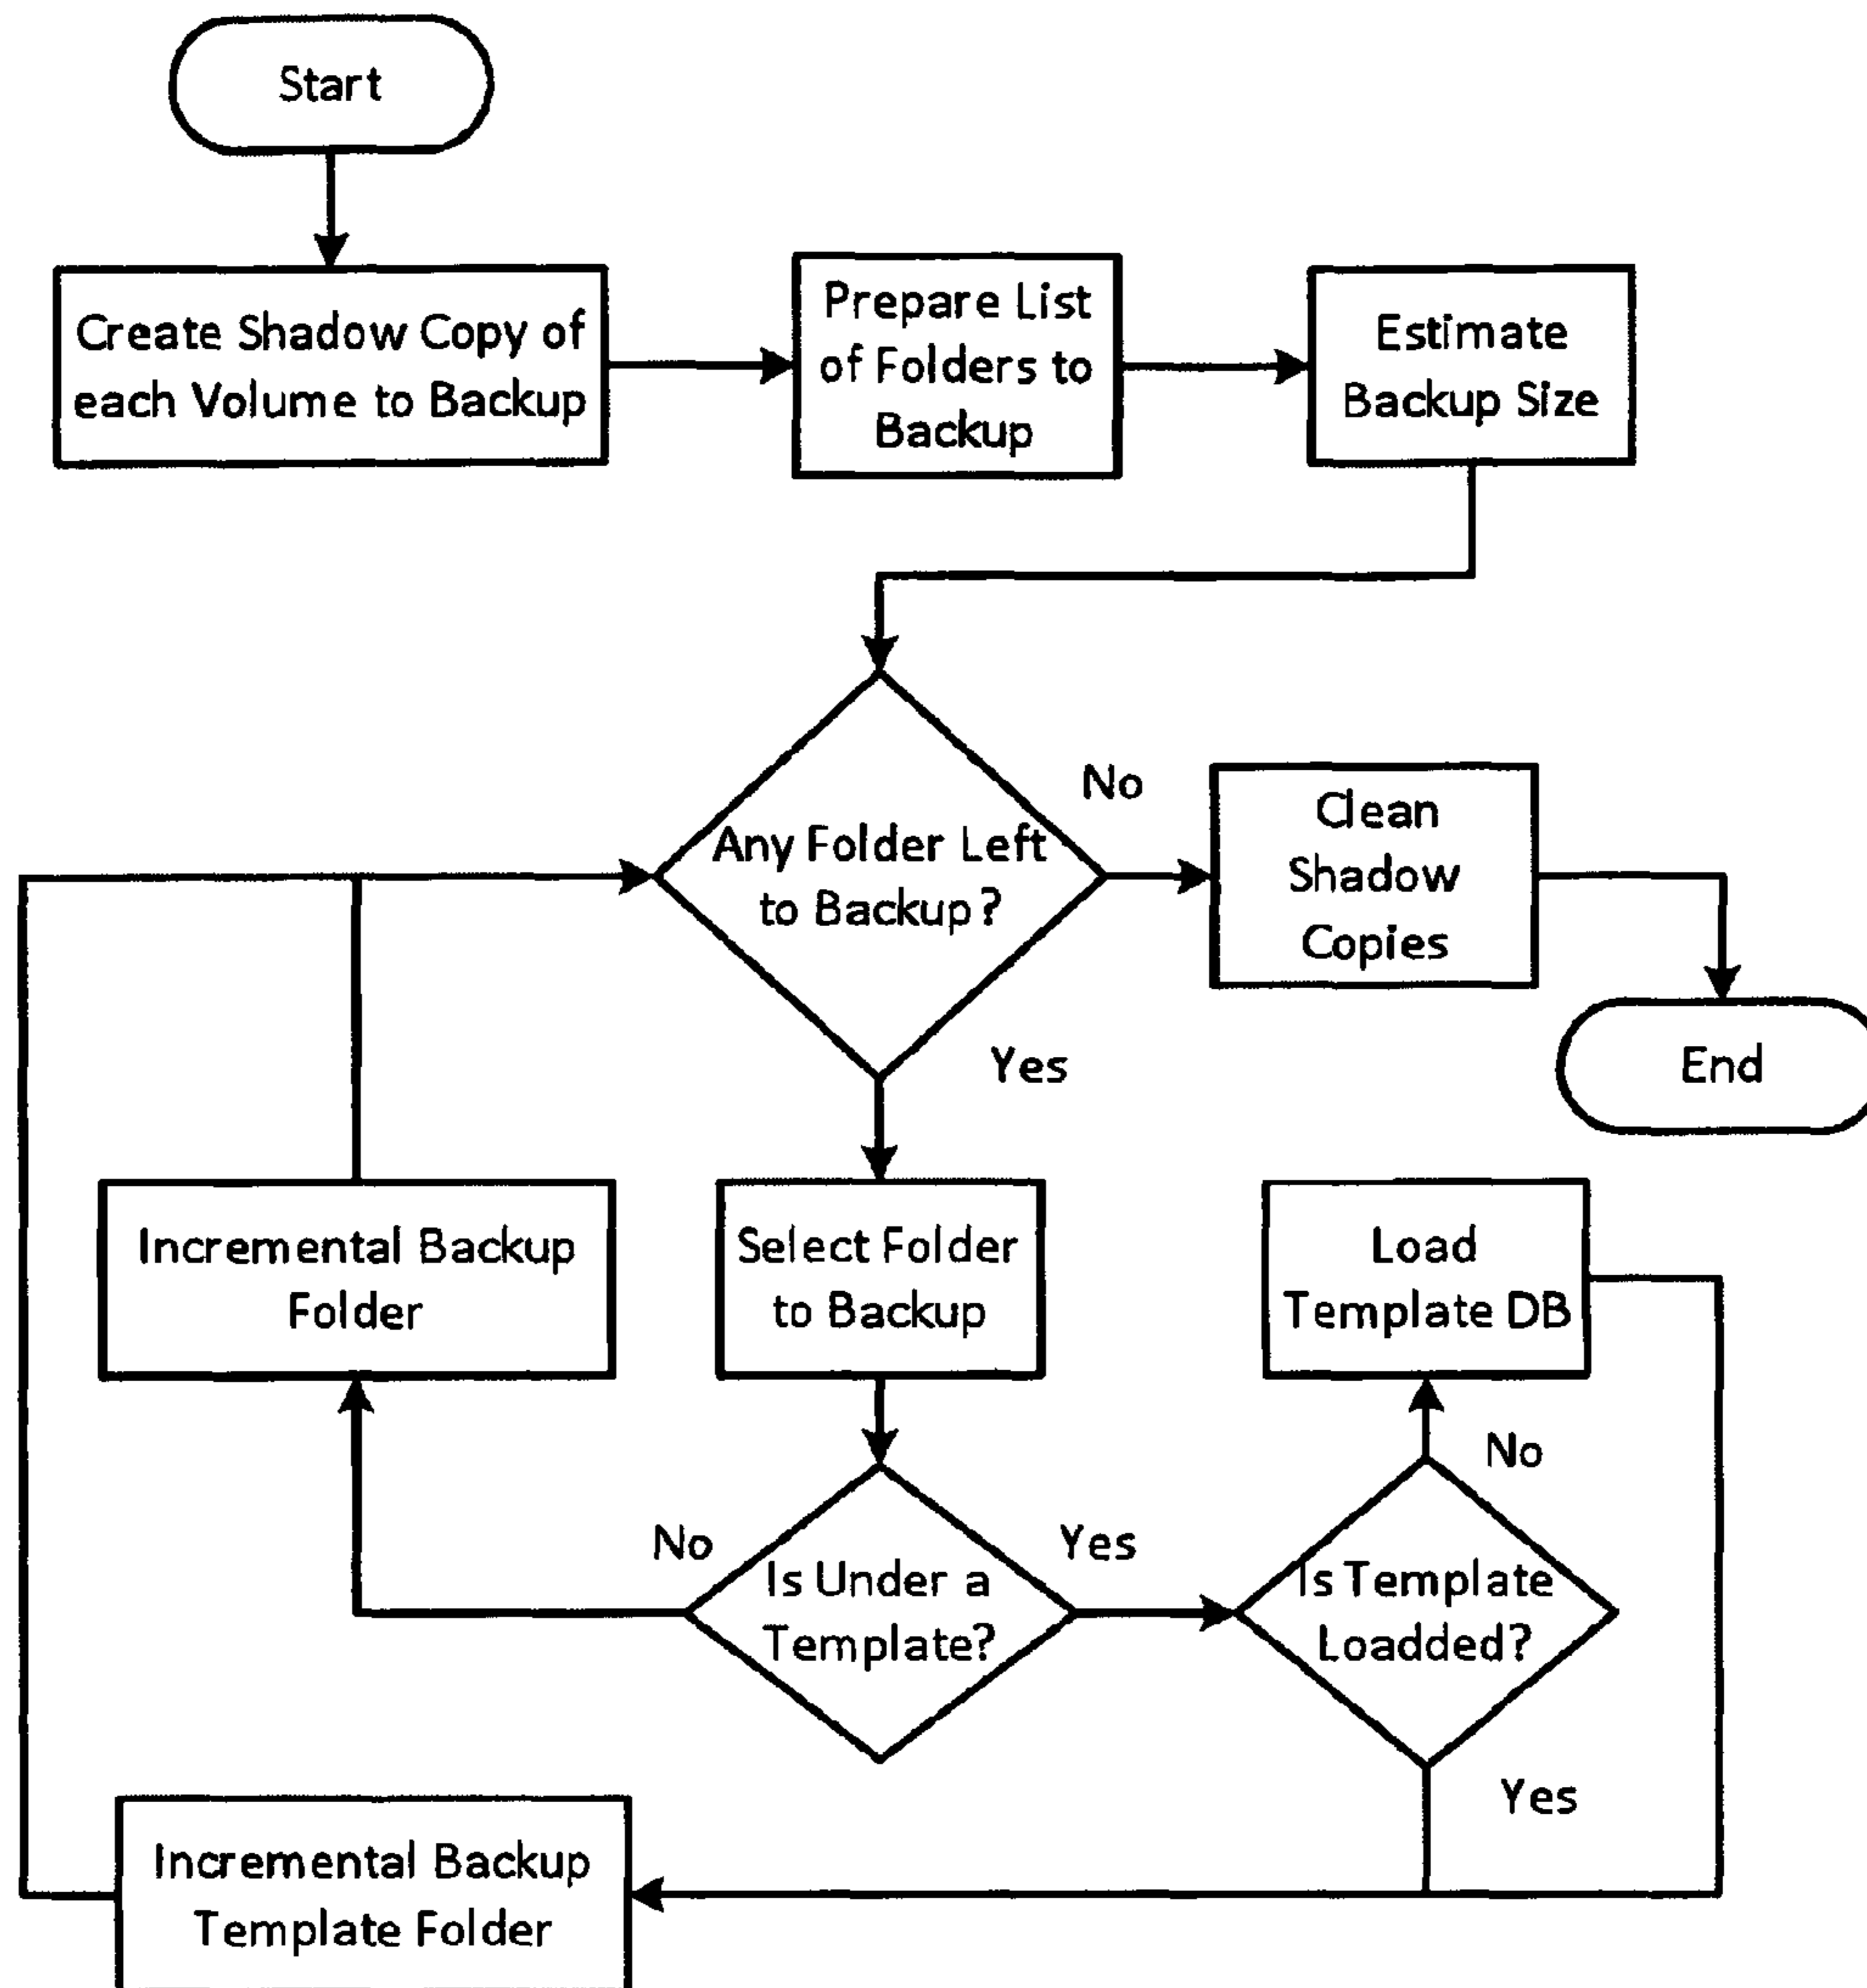 Start
Create Shadow Copy of
each Volume to Backup
Prepare List
of Folders to
Backup
Estimate
Backup Size
Any Folder Left
to Backup?
No
Clean
Shadow
Copies
Yes
End
Incremental Backup
Folder
Select Folder
to Backup
Load
Template DB
No
No
Is Under a
Template?
Yes
Is Template
Loadded?
Yes
Incremental Backup
Template Folder